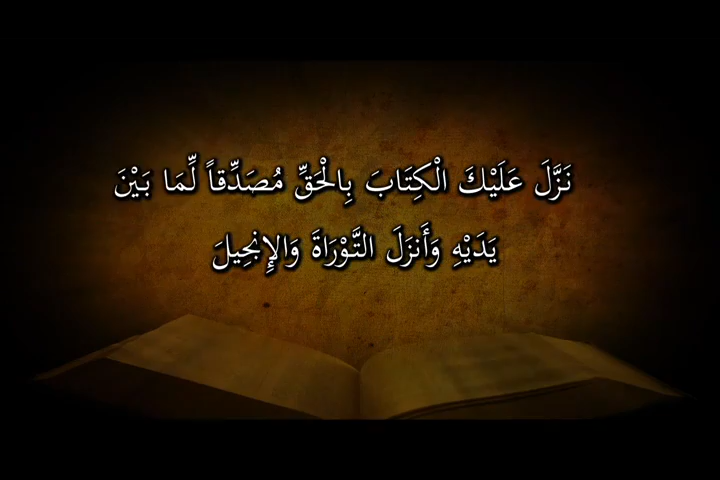 نَزَّلَ عَلَيْكَ الْكِتَابَ بِالْحَقِّ مُصَدِّقاً لِّمَا بَيْنَ
يَدَيْهِ وَأَنزَلَ التَّوْرَاةَ وَالإِنجِيلَ